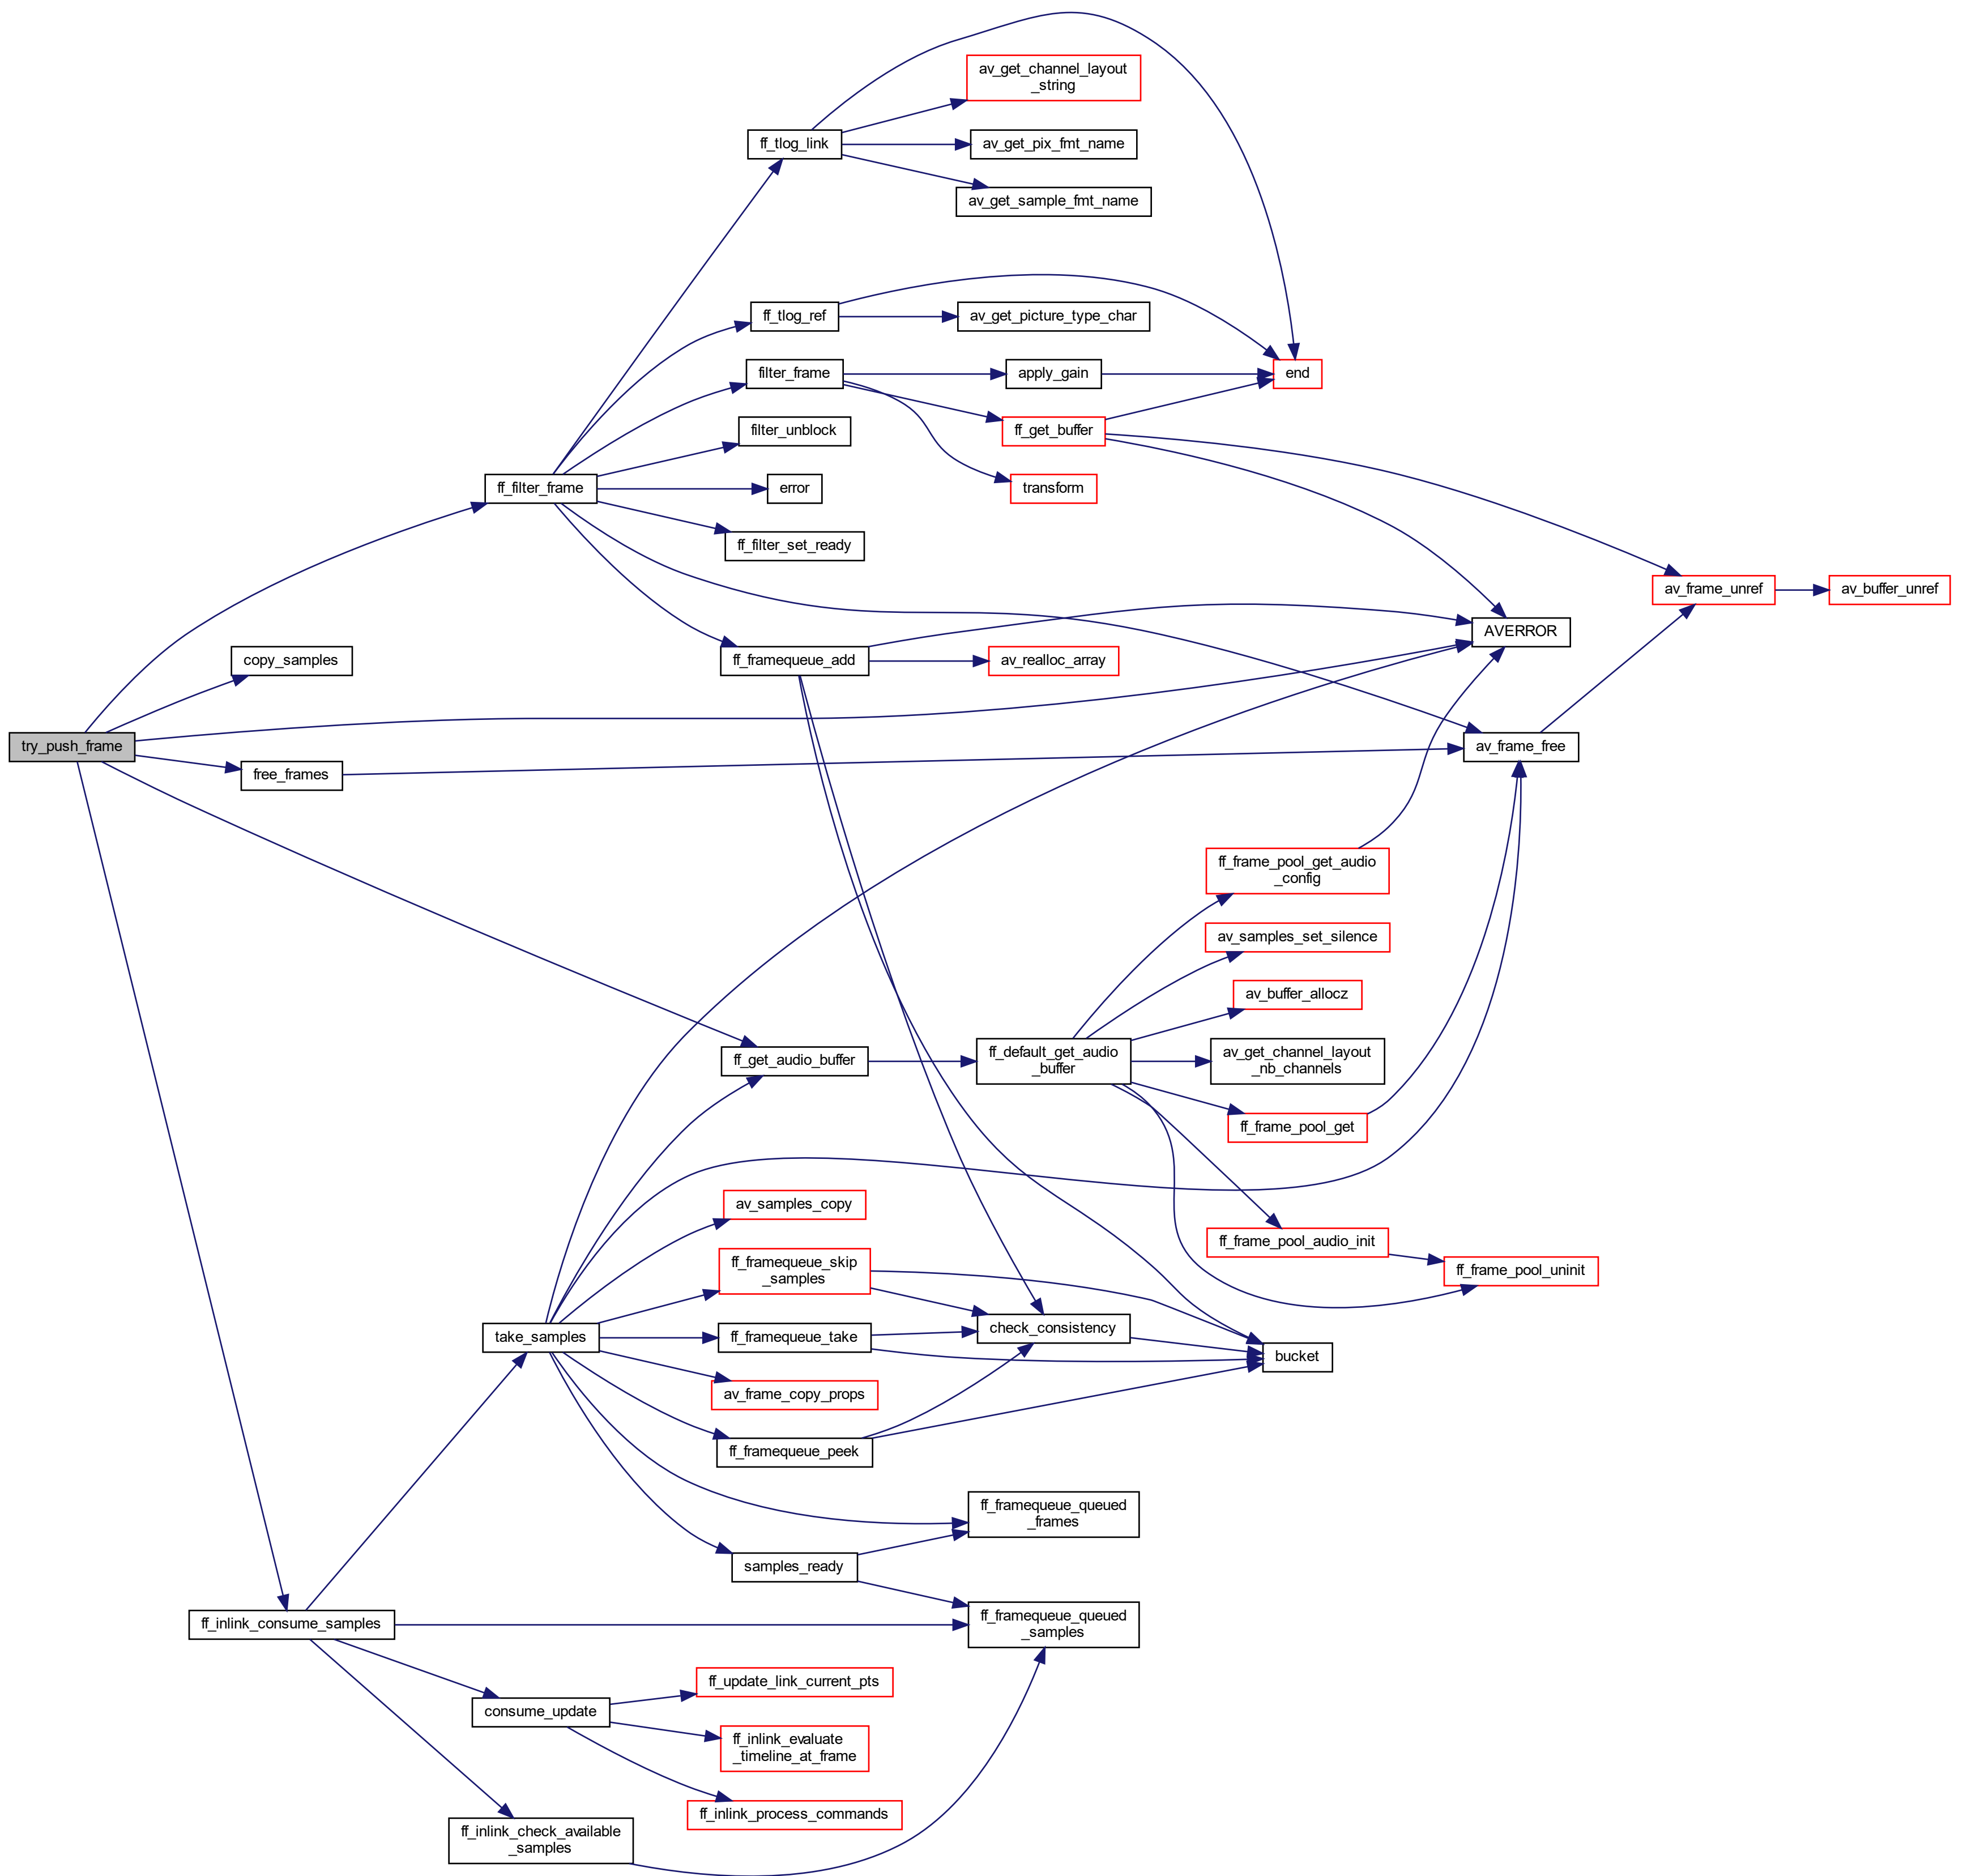 av_get_channel_layout
_string
ff_tlog_link
av_get_pix_fmt_name
av_get_sample_fmt_name
ff_tlog_ref
av_get_picture_type_char
filter_frame
apply_gain
end
filter_unblock
ff_get_buffer
ff_filter_frame
error
transform
ff_filter_set_ready
av_frame_unref
av_buffer_unref
AVERROR
copy_samples
ff_framequeue_add
av_realloc_array
try_push_frame
av_frame_free
free_frames
ff_frame_pool_get_audio
_config
av_samples_set_silence
av_buffer_allocz
ff_get_audio_buffer
ff_default_get_audio
_buffer
av_get_channel_layout
_nb_channels
ff_frame_pool_get
av_samples_copy
ff_frame_pool_audio_init
ff_framequeue_skip
_samples
ff_frame_pool_uninit
take_samples
ff_framequeue_take
check_consistency
bucket
av_frame_copy_props
ff_framequeue_peek
ff_framequeue_queued
_frames
samples_ready
ff_inlink_consume_samples
ff_framequeue_queued
_samples
ff_update_link_current_pts
consume_update
ff_inlink_evaluate
_timeline_at_frame
ff_inlink_process_commands
ff_inlink_check_available
_samples